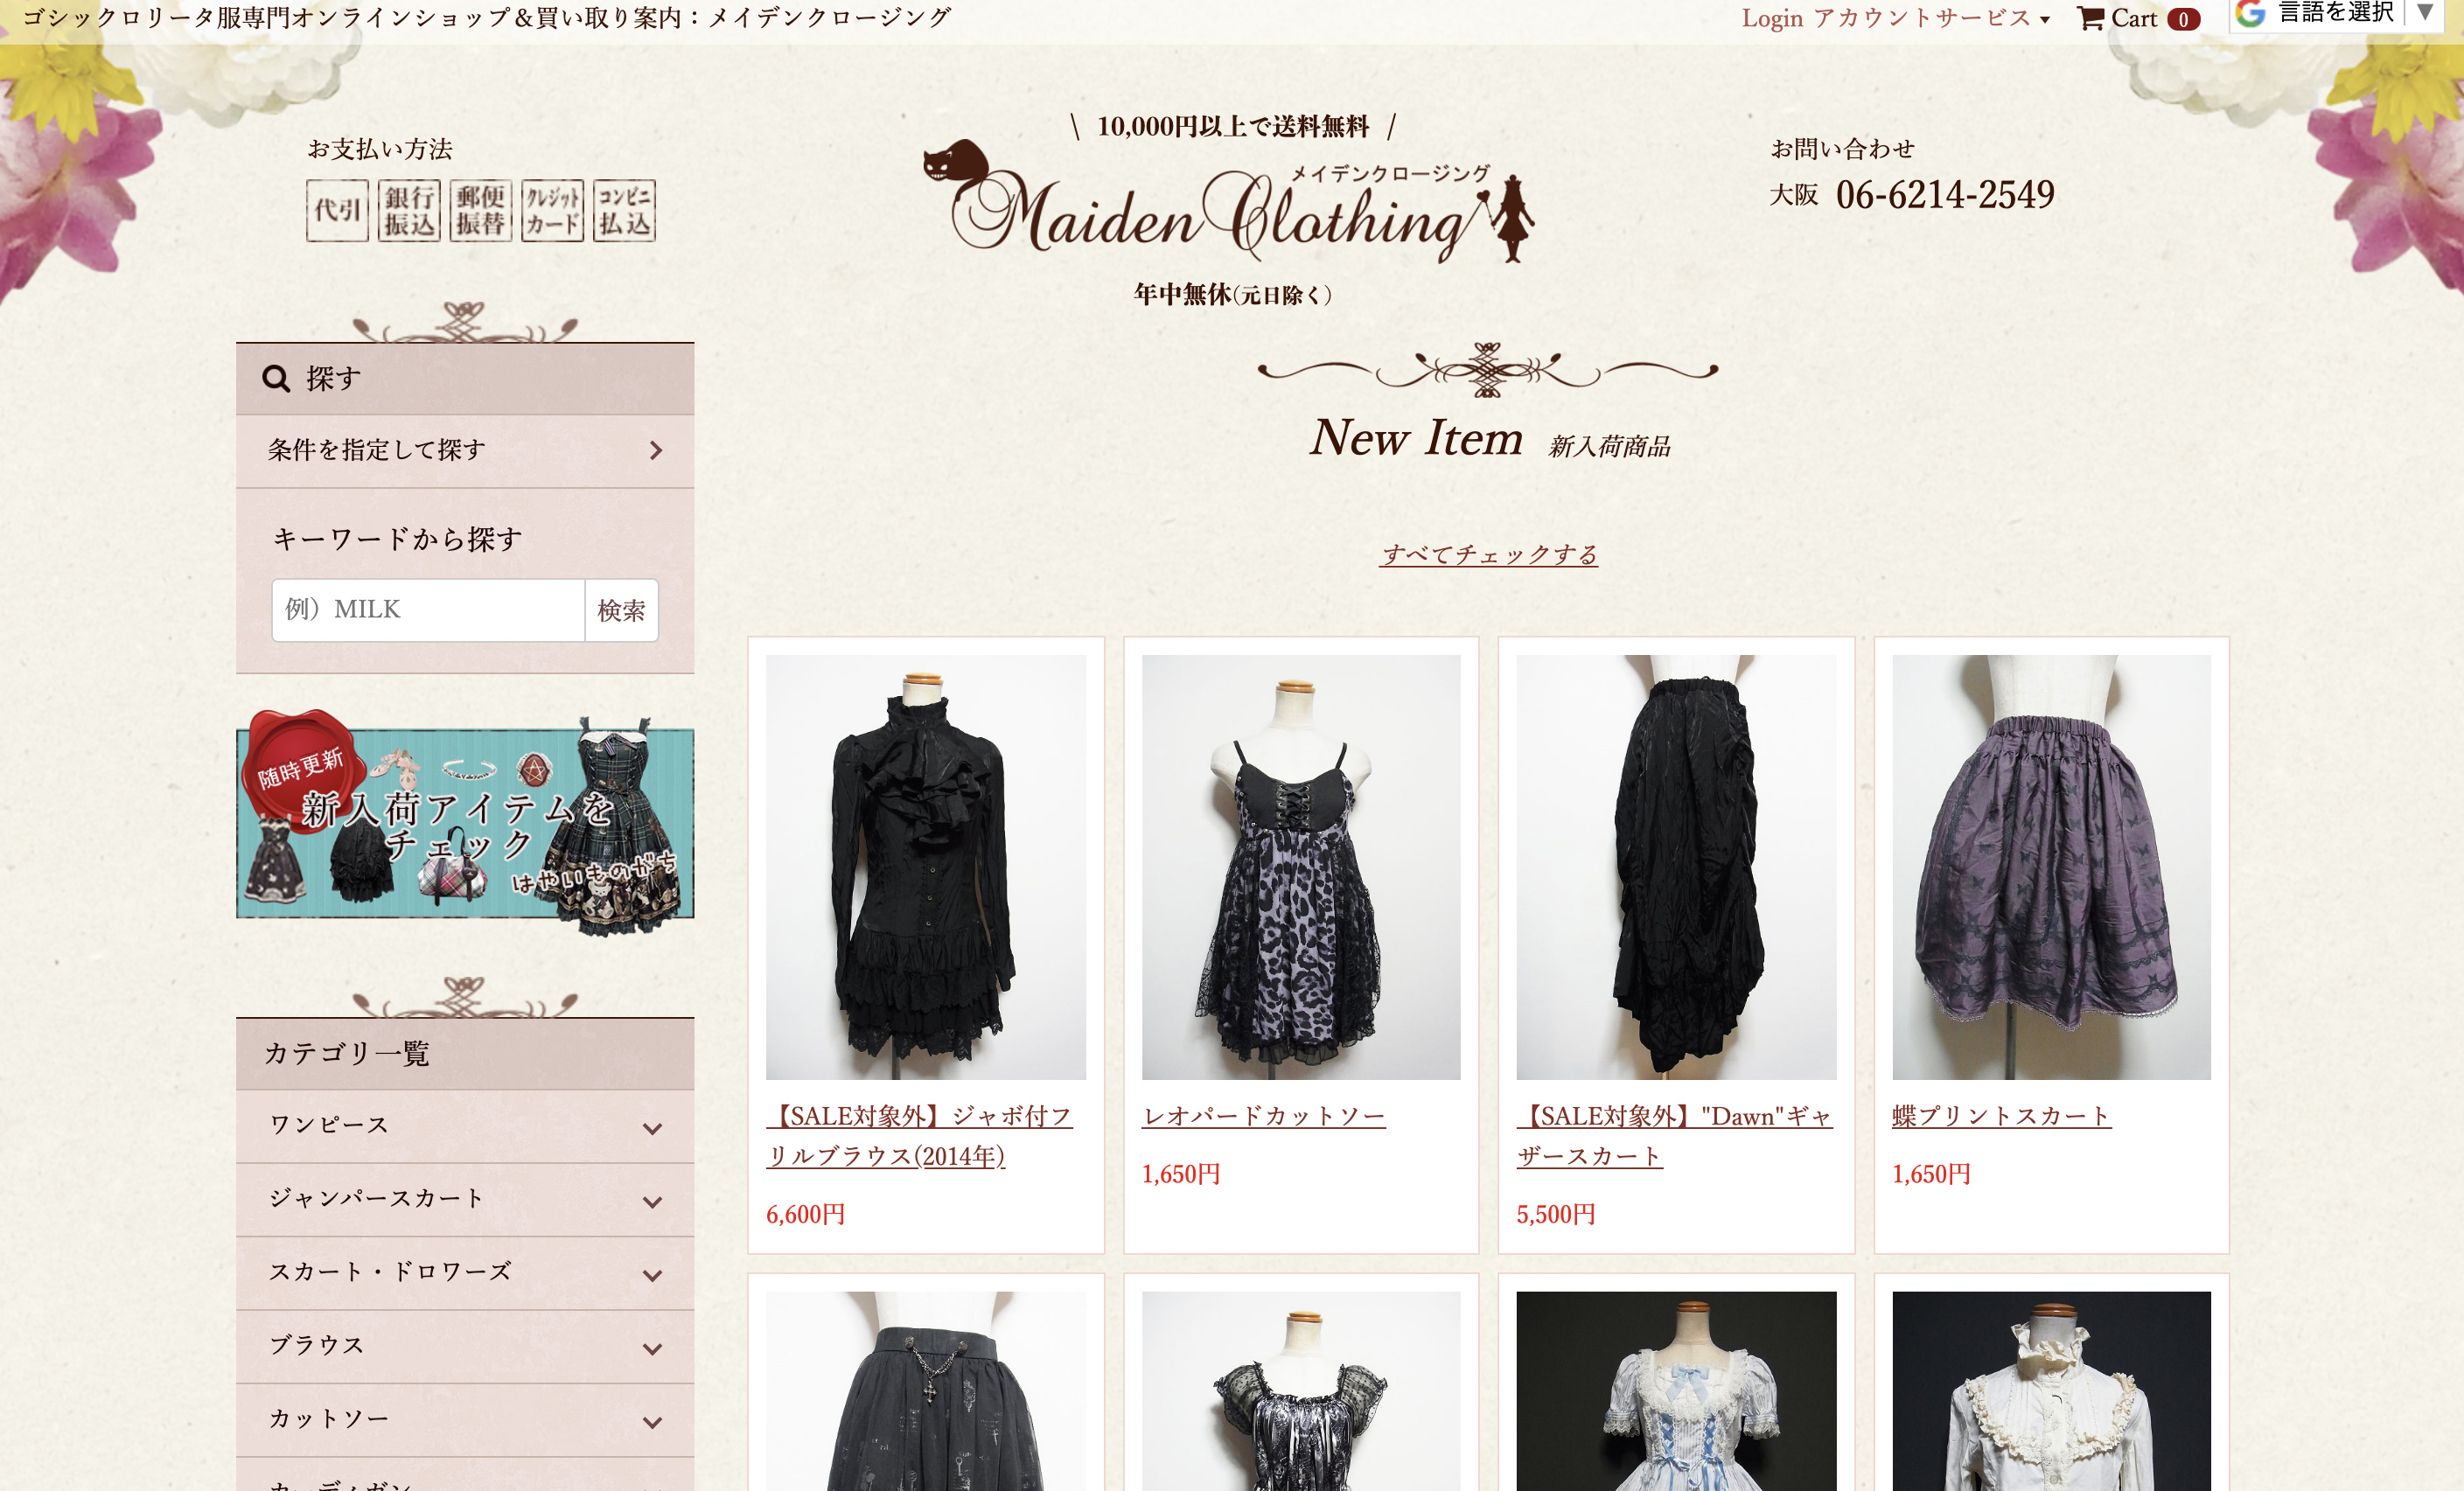 ゴシックロリータ服専門オンラインショップ＆買い取り案内：メイデンクロージング
Login アカウントサービス
Cart 0
言語を選択 ▼
お支払い方法
代引
銀行振込
郵便振替
クレジットカード
コンビニ払込
\ 10,000円以上で送料無料 /
メイデンクロージング
Maiden Clothing
年中無休(元日除く)
お問い合わせ
大阪 06-6214-2549
探す
条件を指定して探す
キーワードから探す
例）MILK
検索
随時更新
新入荷アイテムを
チェック
はやいものがち
カテゴリ一覧
ワンピース
ジャンパースカート
スカート・ドロワーズ
ブラウス
カットソー
New Item 新入荷商品
すべてチェックする
【SALE対象外】ジャボ付フ
リルブラウス(2014年)
6,600円
レオパードカットソー
1,650円
【SALE対象外】"Dawn"ギャ
ザースカート
5,500円
蝶プリントスカート
1,650円